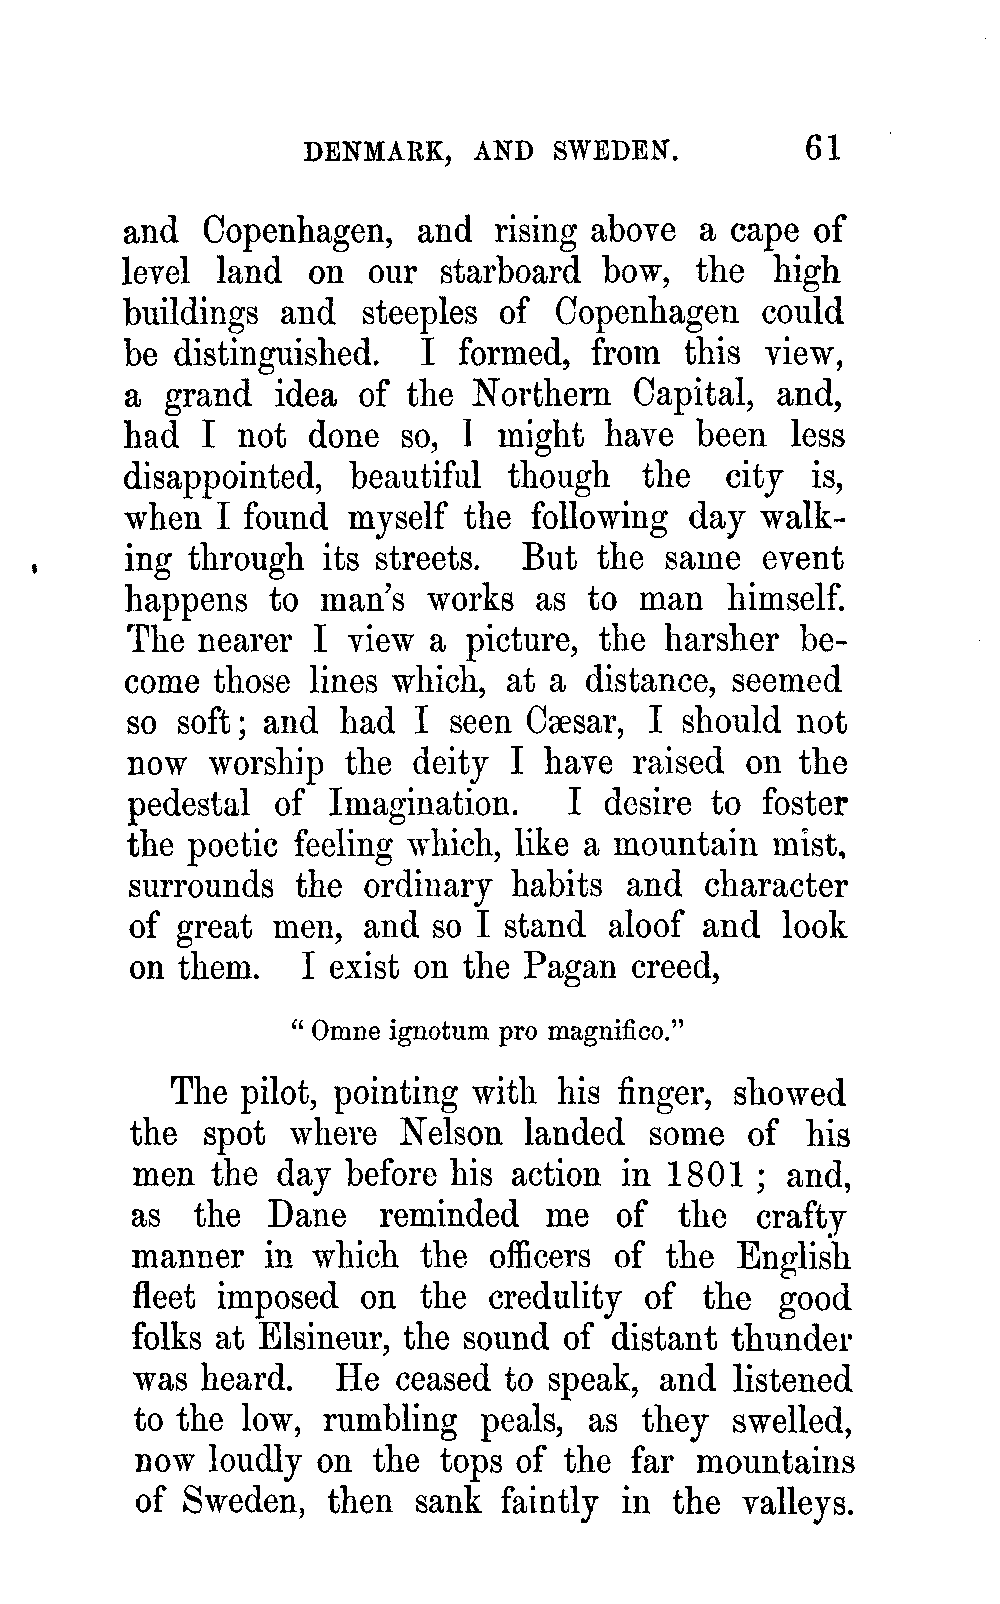 DENMARK, AND SWEDEN. 61
and Copenhagen, and rising above a cape of
level land on our starboard bow, the high
buildings and steeples of Copenhagen could
be distinguished. I formed, from this view,
a grand idea of the Northern Capital, and,
had I not done so, I might have been less
disappointed, beautiful though the city is,
when I found myself the following day walk-
ing through its streets. But the same event
happens to man's works as to man himself.
The nearer I view a picture, the harsher be-
come those lines which, at a distance, seemed
so soft; and had I seen Cæsar, I should not
now worship the deity I have raised on the
pedestal of Imagination. I desire to foster
the poetic feeling which, like a mountain mist,
surrounds the ordinary habits and character
of great men, and so I stand aloof and look
on them. I exist on the Pagan creed,
“ Omne ignotum pro magnifico.”
The pilot, pointing with his finger, showed
the spot where Nelson landed some of his
men the day before his action in 1801 ; and,
as the Dane reminded me of the crafty
manner in which the officers of the English
fleet imposed on the credulity of the good
folks at Elsineur, the sound of distant thunder
was heard. He ceased to speak, and listened
to the low, rumbling peals, as they swelled,
now loudly on the tops of the far mountains
of Sweden, then sank faintly in the valleys.